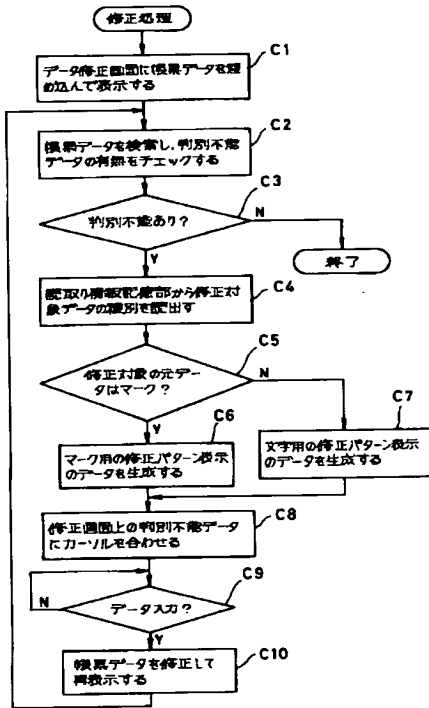 修正処理
C1
データ修正画面に帳票データを埋
め込んで表示する
C2
帳票データを検索し、判別不能
データの有無をチェックする
C3
判別不能あり?
N
Y
終了
C4
読取り情報記憶部から修正対
象データの種別を読出す
C5
修正対象の元データ
はマーク?
N
Y
C6
C7
マーク用の修正パターン表示
のデータを生成する
文字用の修正パターン表示
のデータを生成する
C8
修正画面上の判別不能データ
にカーソルを合わせる
C9
データ入力?
N
Y
C10
帳票データを修正して
再表示する